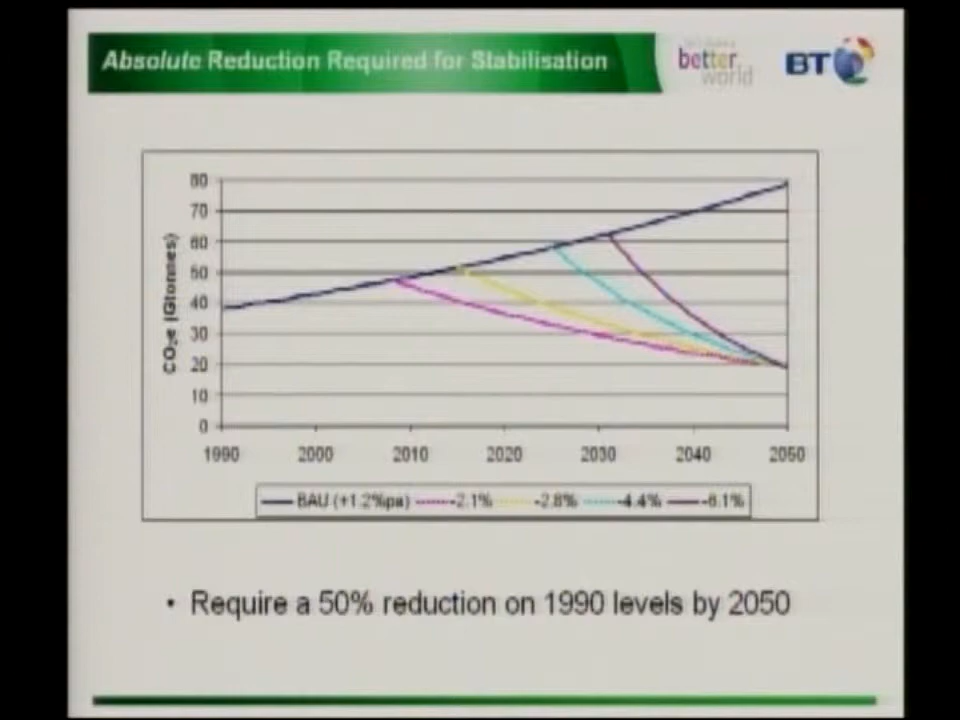 Absolute Reduction Required for Stabilisation
better
world
BT
80
70
60
50
40
30
20
10
0
CO2e (Gtonnes)
1990 2000 2010 2020 2030 2040 2050
BAU (+1.2%pa) -2.1% -2.8% -4.4% -6.1%
• Require a 50% reduction on 1990 levels by 2050